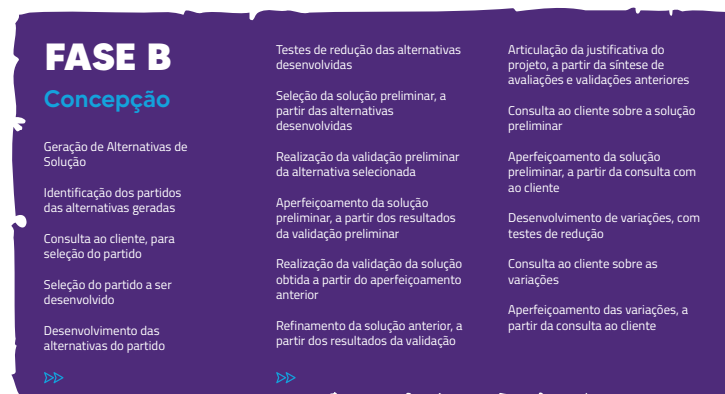 FASE B
Concepção
Geração de Alternativas de
Solução
Identificação dos partidos
das alternativas geradas
Consulta ao cliente, para
seleção do partido
Seleção do partido a ser
desenvolvido
Desenvolvimento das
alternativas do partido
Testes de redução das alternativas
desenvolvidas
Seleção da solução preliminar, a
partir das alternativas
desenvolvidas
Realização da validação preliminar
da alternativa selecionada
Aperfeiçoamento da solução
preliminar, a partir dos resultados
da validação preliminar
Realização da validação da solução
obtida a partir do aperfeiçoamento
anterior
Refinamento da solução anterior, a
partir dos resultados da validação
Articulação da justificativa do
projeto, a partir da síntese de
avaliações e validações anteriores
Consulta ao cliente sobre a solução
preliminar
Aperfeiçoamento da solução
preliminar, a partir da consulta com
ao cliente
Desenvolvimento de variações, com
testes de redução
Consulta ao cliente sobre as
variações
Aperfeiçoamento das variações, a
partir da consulta ao cliente